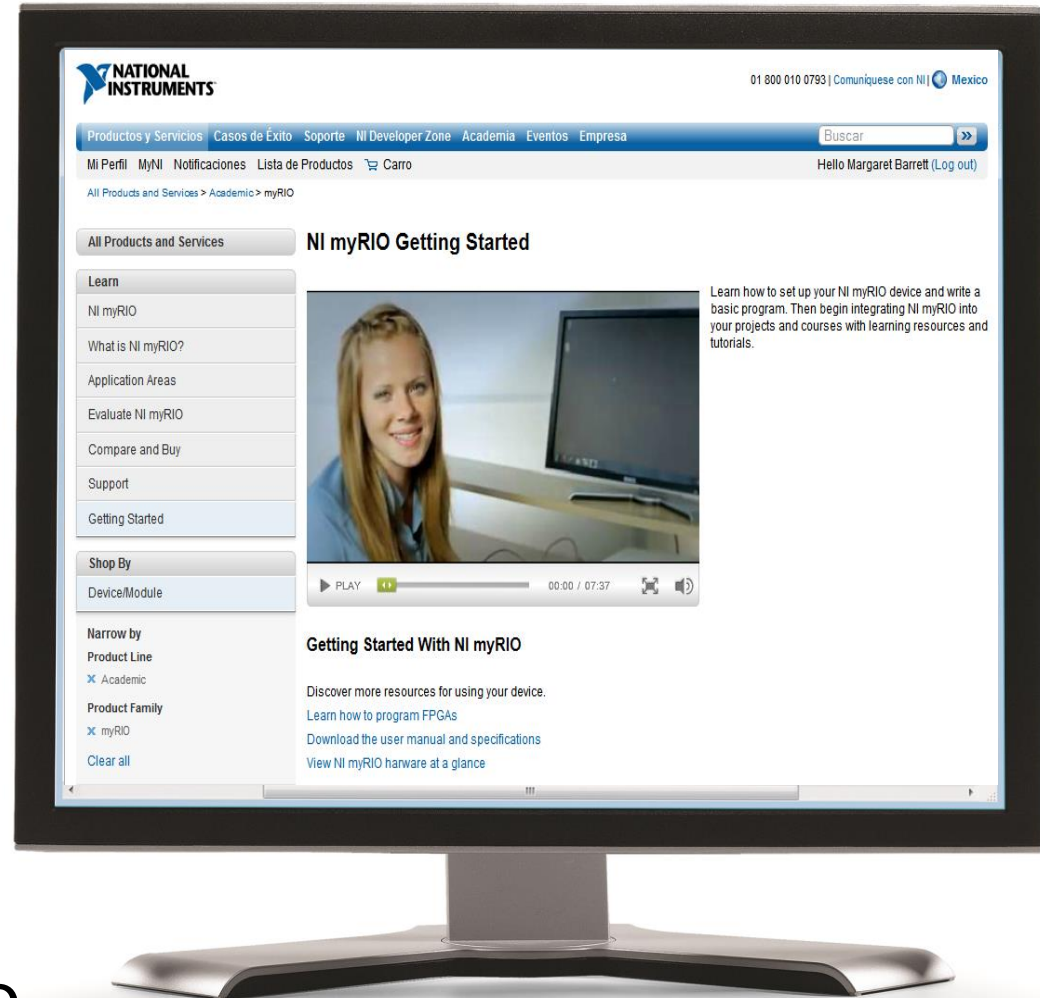 NATIONAL
INSTRUMENTS
01 800 010 0793 | Comuníquese con NI | Mexico
Productos y Servicios Casos de Éxito Soporte NI Developer Zone Academia Eventos Empresa Buscar
Mi Perfil MyNI Notificaciones Lista de Productos Carro Hello Margaret Barrett (Log out)
All Products and Services > Academic > myRIO
All Products and Services
Learn
NI myRIO
What is NI myRIO?
Application Areas
Evaluate NI myRIO
Compare and Buy
Support
Getting Started
Shop By
Device/Module
Narrow by
Product Line
X Academic
Product Family
X myRIO
Clear all
NI myRIO Getting Started
Learn how to set up your NI myRIO device and write a
basic program. Then begin integrating NI myRIO into
your projects and courses with learning resources and
tutorials.
PLAY 00:00 / 07:37
Getting Started With NI myRIO
Discover more resources for using your device.
Learn how to program FPGAs
Download the user manual and specifications
View NI myRIO harware at a glance